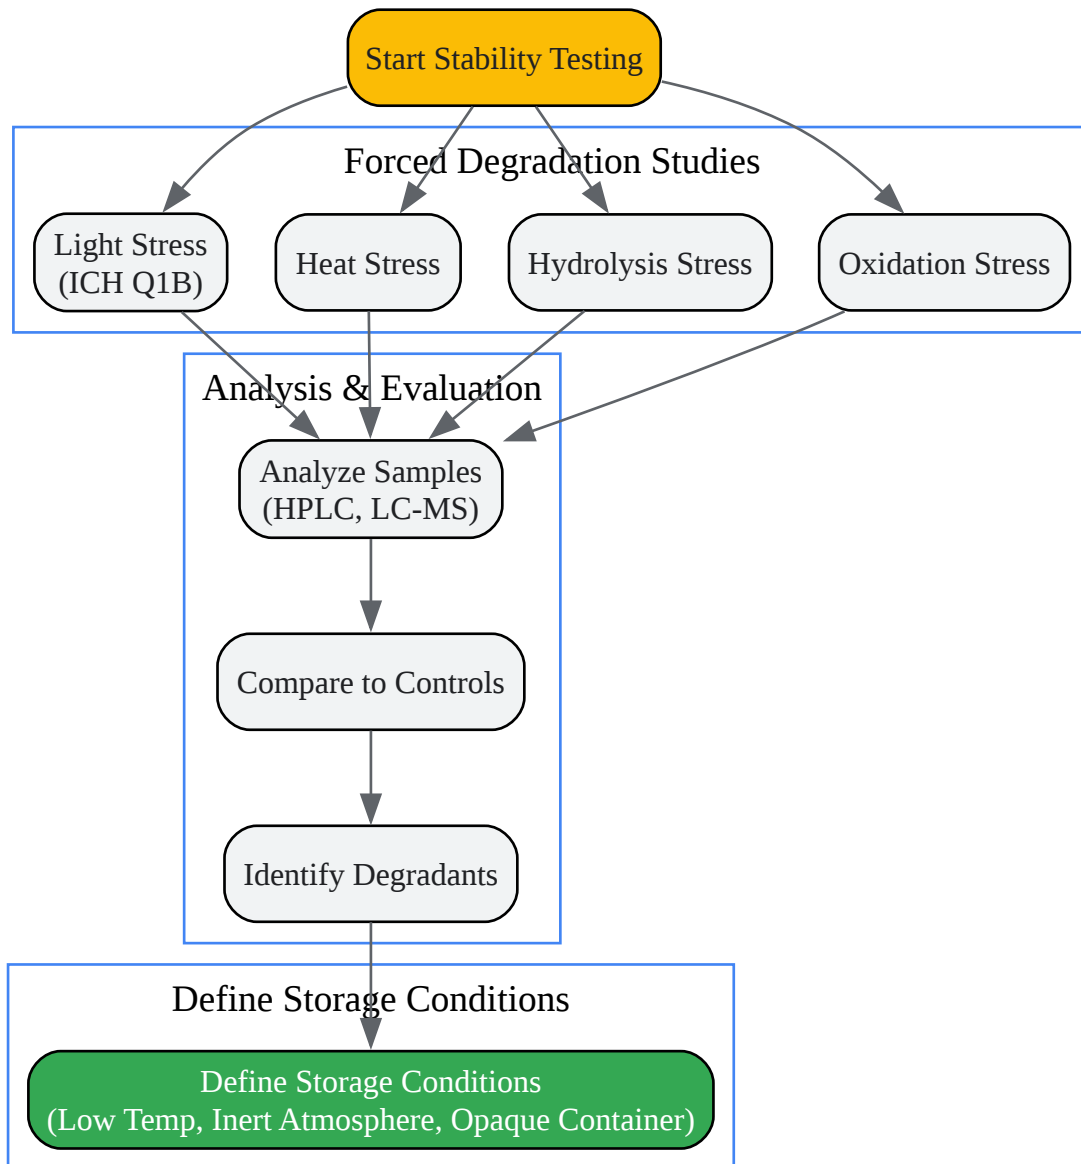 Start Stability Testing
Forced Degradation Studies
Light Stress
(ICH Q1B)
Heat Stress
Hydrolysis Stress
Oxidation Stress
Analysis & Evaluation
Analyze Samples
(HPLC, LC-MS)
Compare to Controls
Identify Degradants
Define Storage Conditions
Define Storage Conditions
(Low Temp, Inert Atmosphere, Opaque Container)